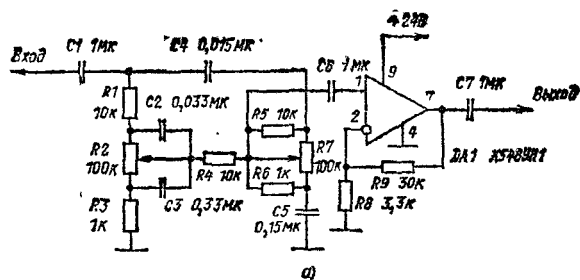 Вход
C1 1мк
C4 0,015мк
R1
10к
C2 0,033мк
R2
100к
R3
1к
C3 0,33мк
R4 10к
R5 10к
R6 1к
R7
100к
C5
0,15мк
C6 1мк
1
2
9
4
7
+24В
C7 1мк
Выход
DA1 К548УН1
R9 30к
R8 3,3к
а)